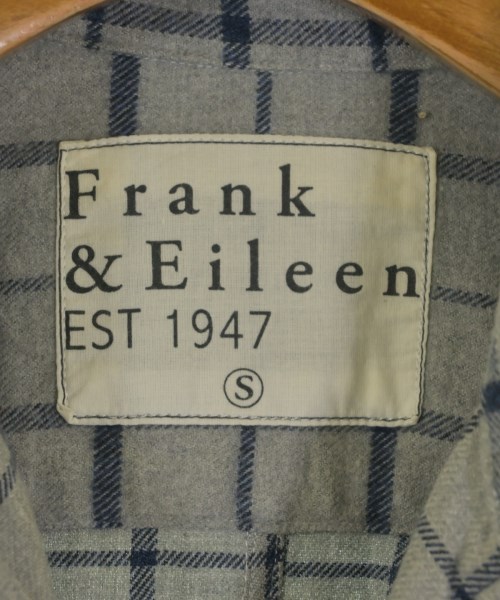 Frank
& Eileen
EST 1947
S